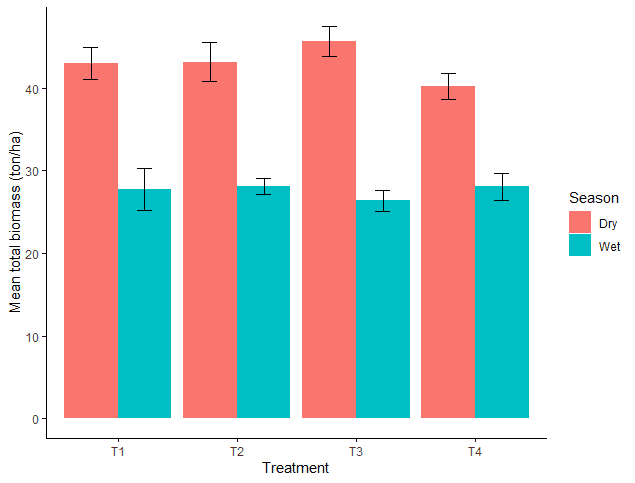 Mean total biomass (ton/ha)
40
30
20
10
0
T1 T2 T3 T4
Treatment
Season
Dry
Wet